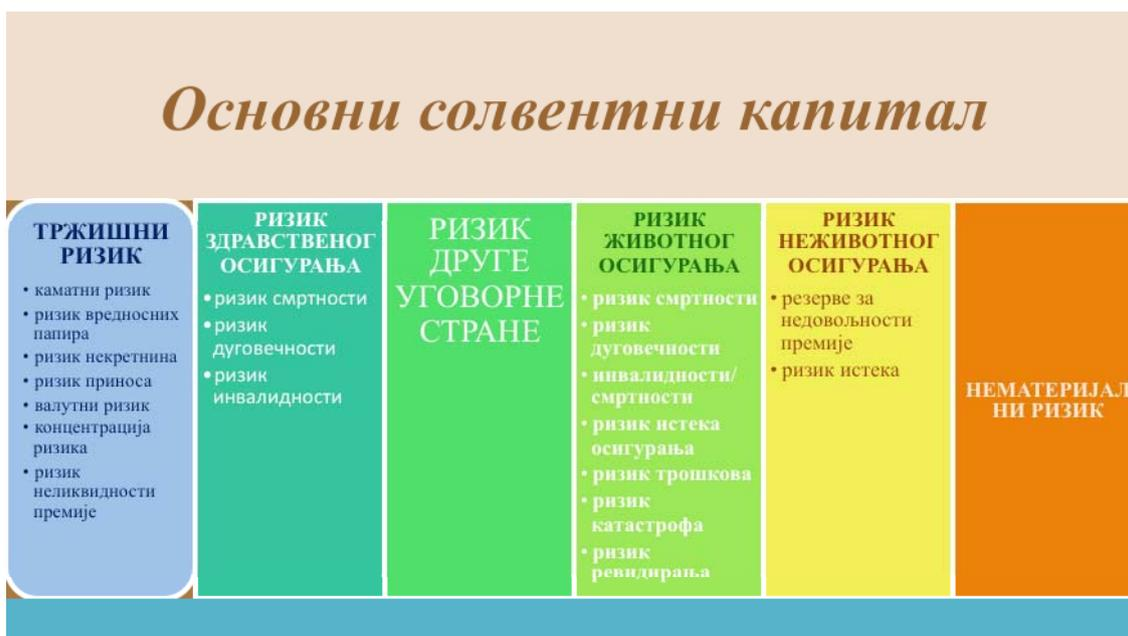 Основни солвентни капитал
ТРЖИШНИ
РИЗИК
• каматни ризик
• ризик вредносних
папира
• ризик некретнина
• ризик приноса
• валутни ризик
• концентрација
ризика
• ризик
неликвидности
премије
РИЗИК
ЗДРАВСТВЕНОГ
ОСИГУРАЊА
•ризик смртности
•ризик
дуговечности
•ризик
инвалидности
РИЗИК
ДРУГЕ
УГОВОРНЕ
СТРАНЕ
РИЗИК
ЖИВОТНОГ
ОСИГУРАЊА
• ризик смртности
• ризик
дуговечности
• инвалидности/
смртности
• ризик истека
осигурања
• ризик трошкова
• ризик
катастрофа
• ризик
ревидирања
РИЗИК
НЕЖИВОТНОГ
ОСИГУРАЊА
• резерве за
недовољности
премије
• ризик истека
НЕМАТЕРИЈАЛ
НИ РИЗИК